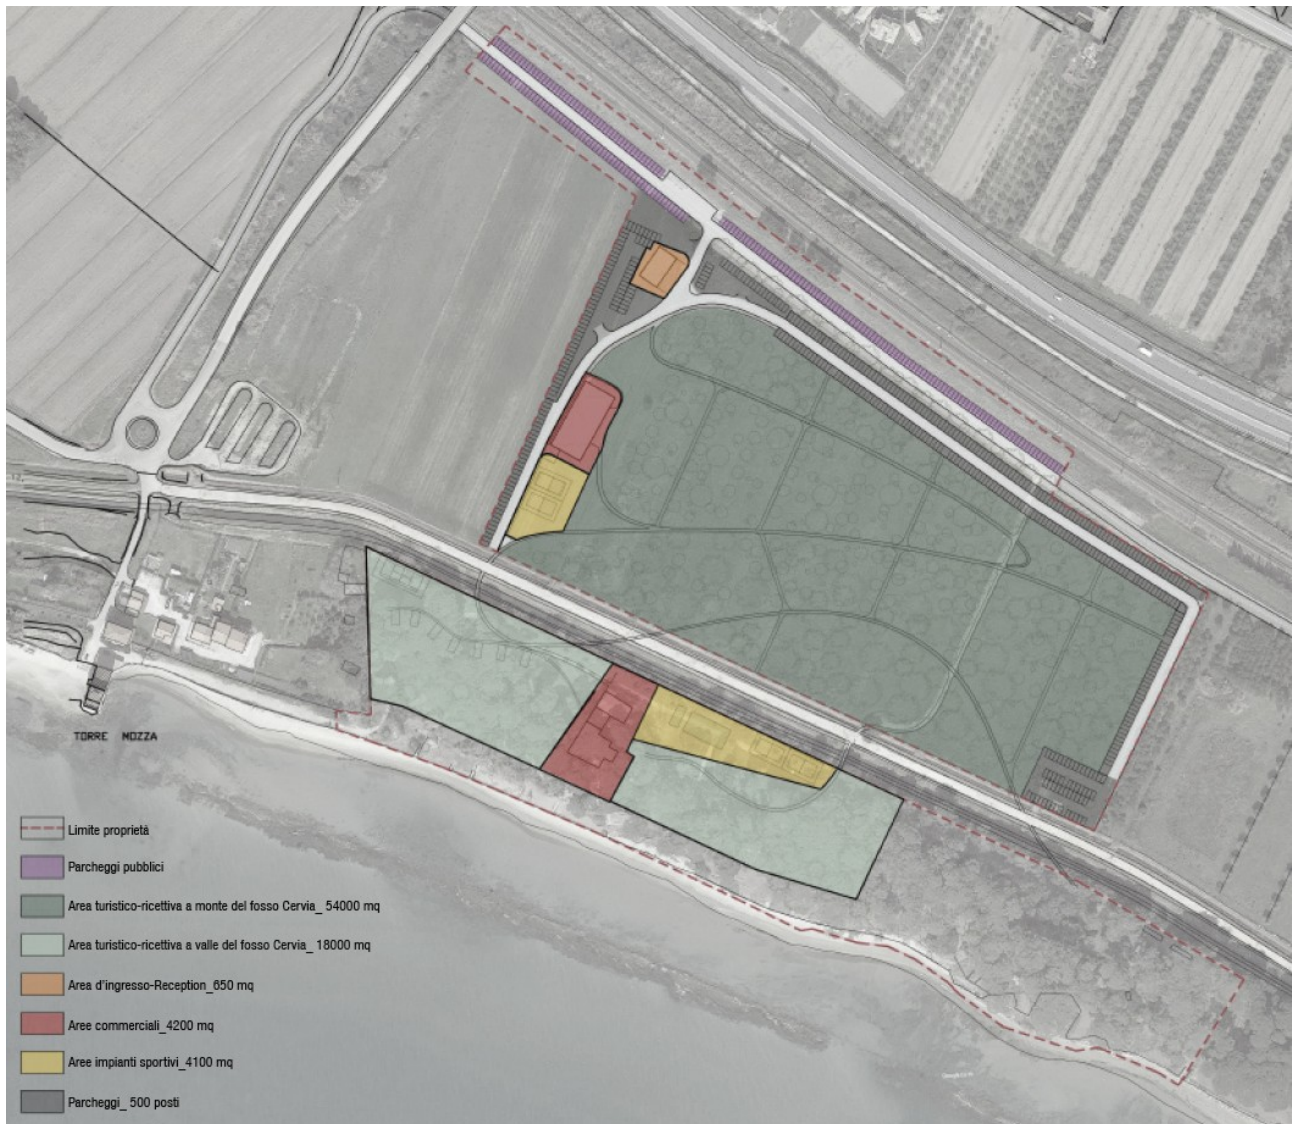 TORRE MOZZA
Limite proprietà
Parcheggi pubblici
Area turistico-ricettiva a monte del fosso Cervia_ 54000 mq
Area turistico-ricettiva a valle del fosso Cervia_ 18000 mq
Area d'ingresso-Reception_650 mq
Aree commerciali_4200 mq
Aree impianti sportivi_4100 mq
Parcheggi_ 500 posti